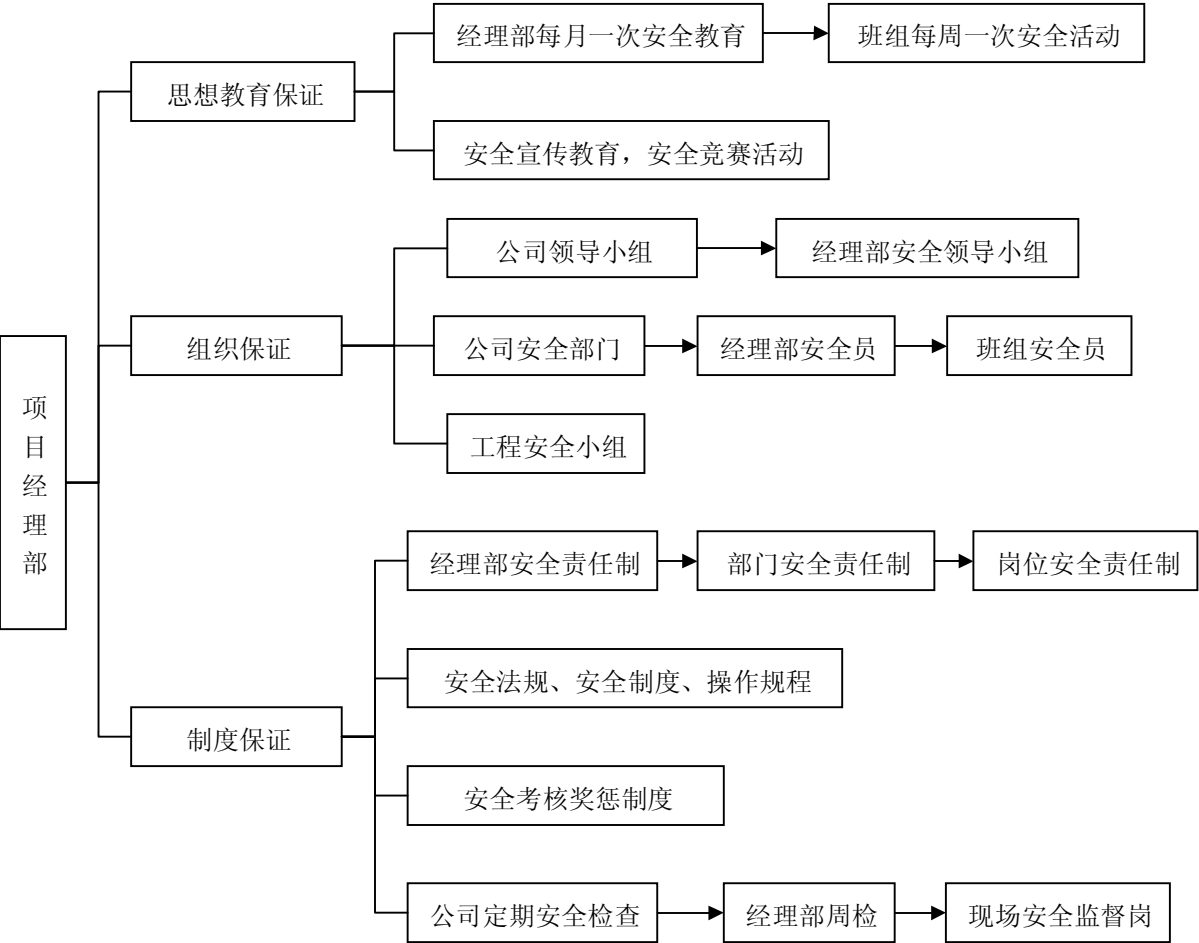 项目经理部
思想教育保证
经理部每月一次安全教育
班组每周一次安全活动
安全宣传教育，安全竞赛活动
组织保证
公司领导小组
经理部安全领导小组
公司安全部门
经理部安全员
班组安全员
工程安全小组
制度保证
经理部安全责任制
部门安全责任制
岗位安全责任制
安全法规、安全制度、操作规程
安全考核奖惩制度
公司定期安全检查
经理部周检
现场安全监督岗